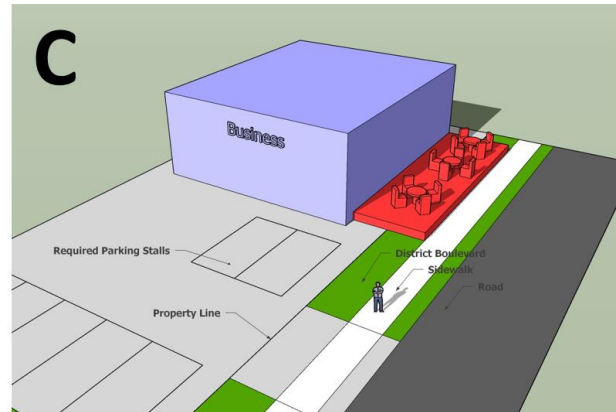 C
Business
Required Parking Stalls
District Boulevard
Sidewalk
Road
Property Line